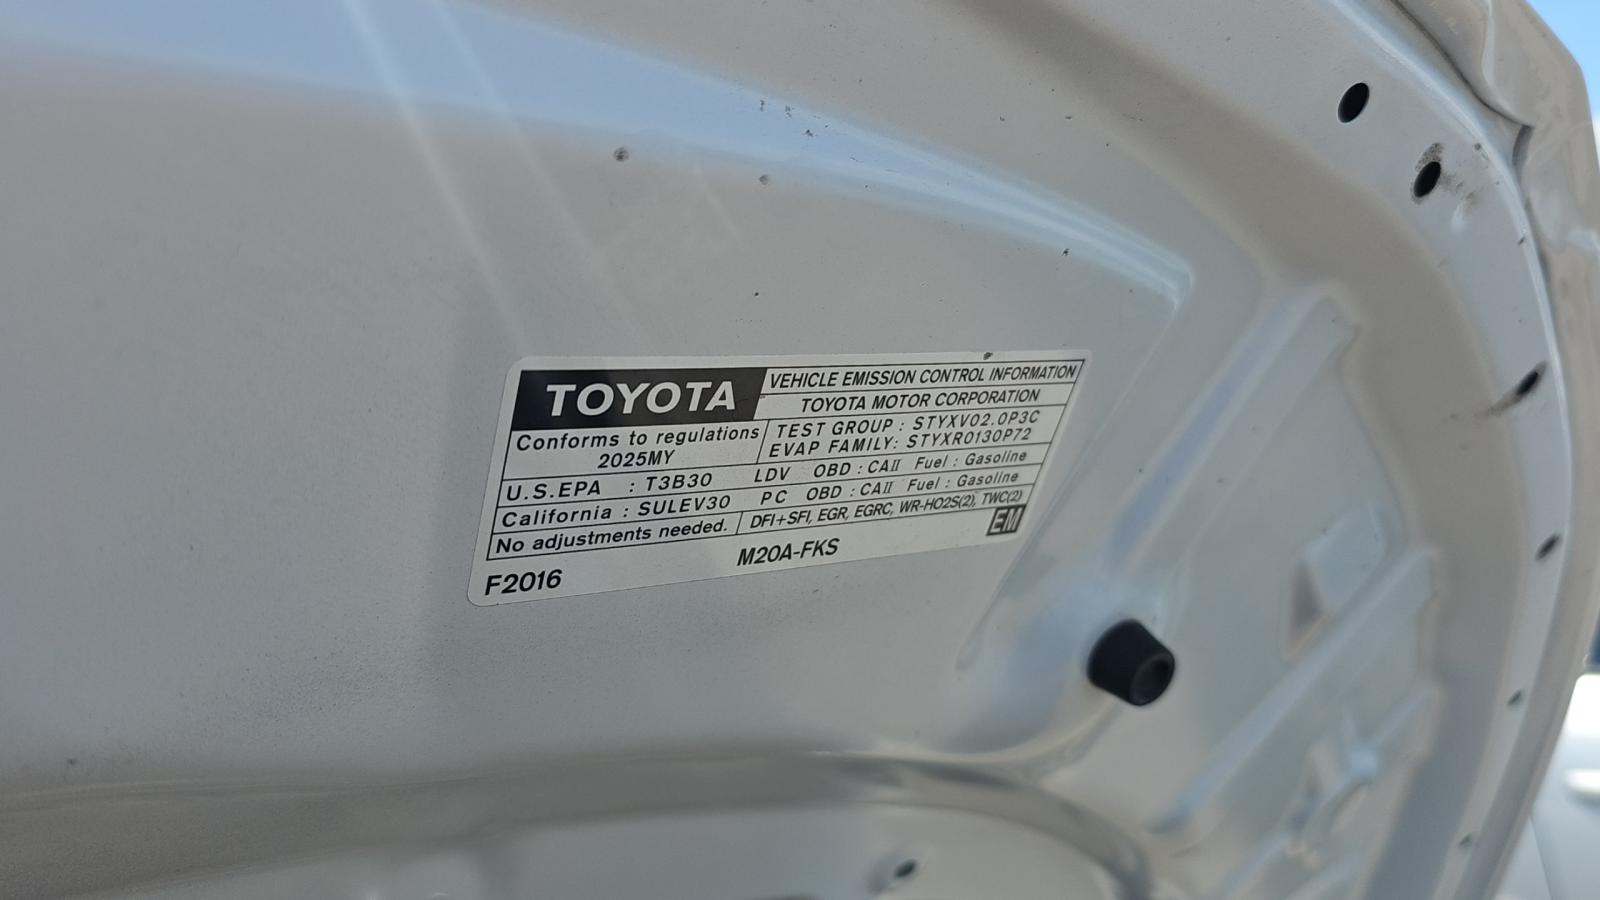 TOYOTA
VEHICLE EMISSION CONTROL INFORMATION
TOYOTA MOTOR CORPORATION
Conforms to regulations
2025MY
TEST GROUP : STYXV02.0P3C
EVAP FAMILY: STYXR0130P72
U.S.EPA : T3B30 LDV OBD : CAII Fuel : Gasoline
California : SULEV30 PC OBD : CAII Fuel : Gasoline
No adjustments needed. DFI+SFI, EGR, EGRC, WR-HO2S(2), TWC(2)
F2016 M20A-FKS EM